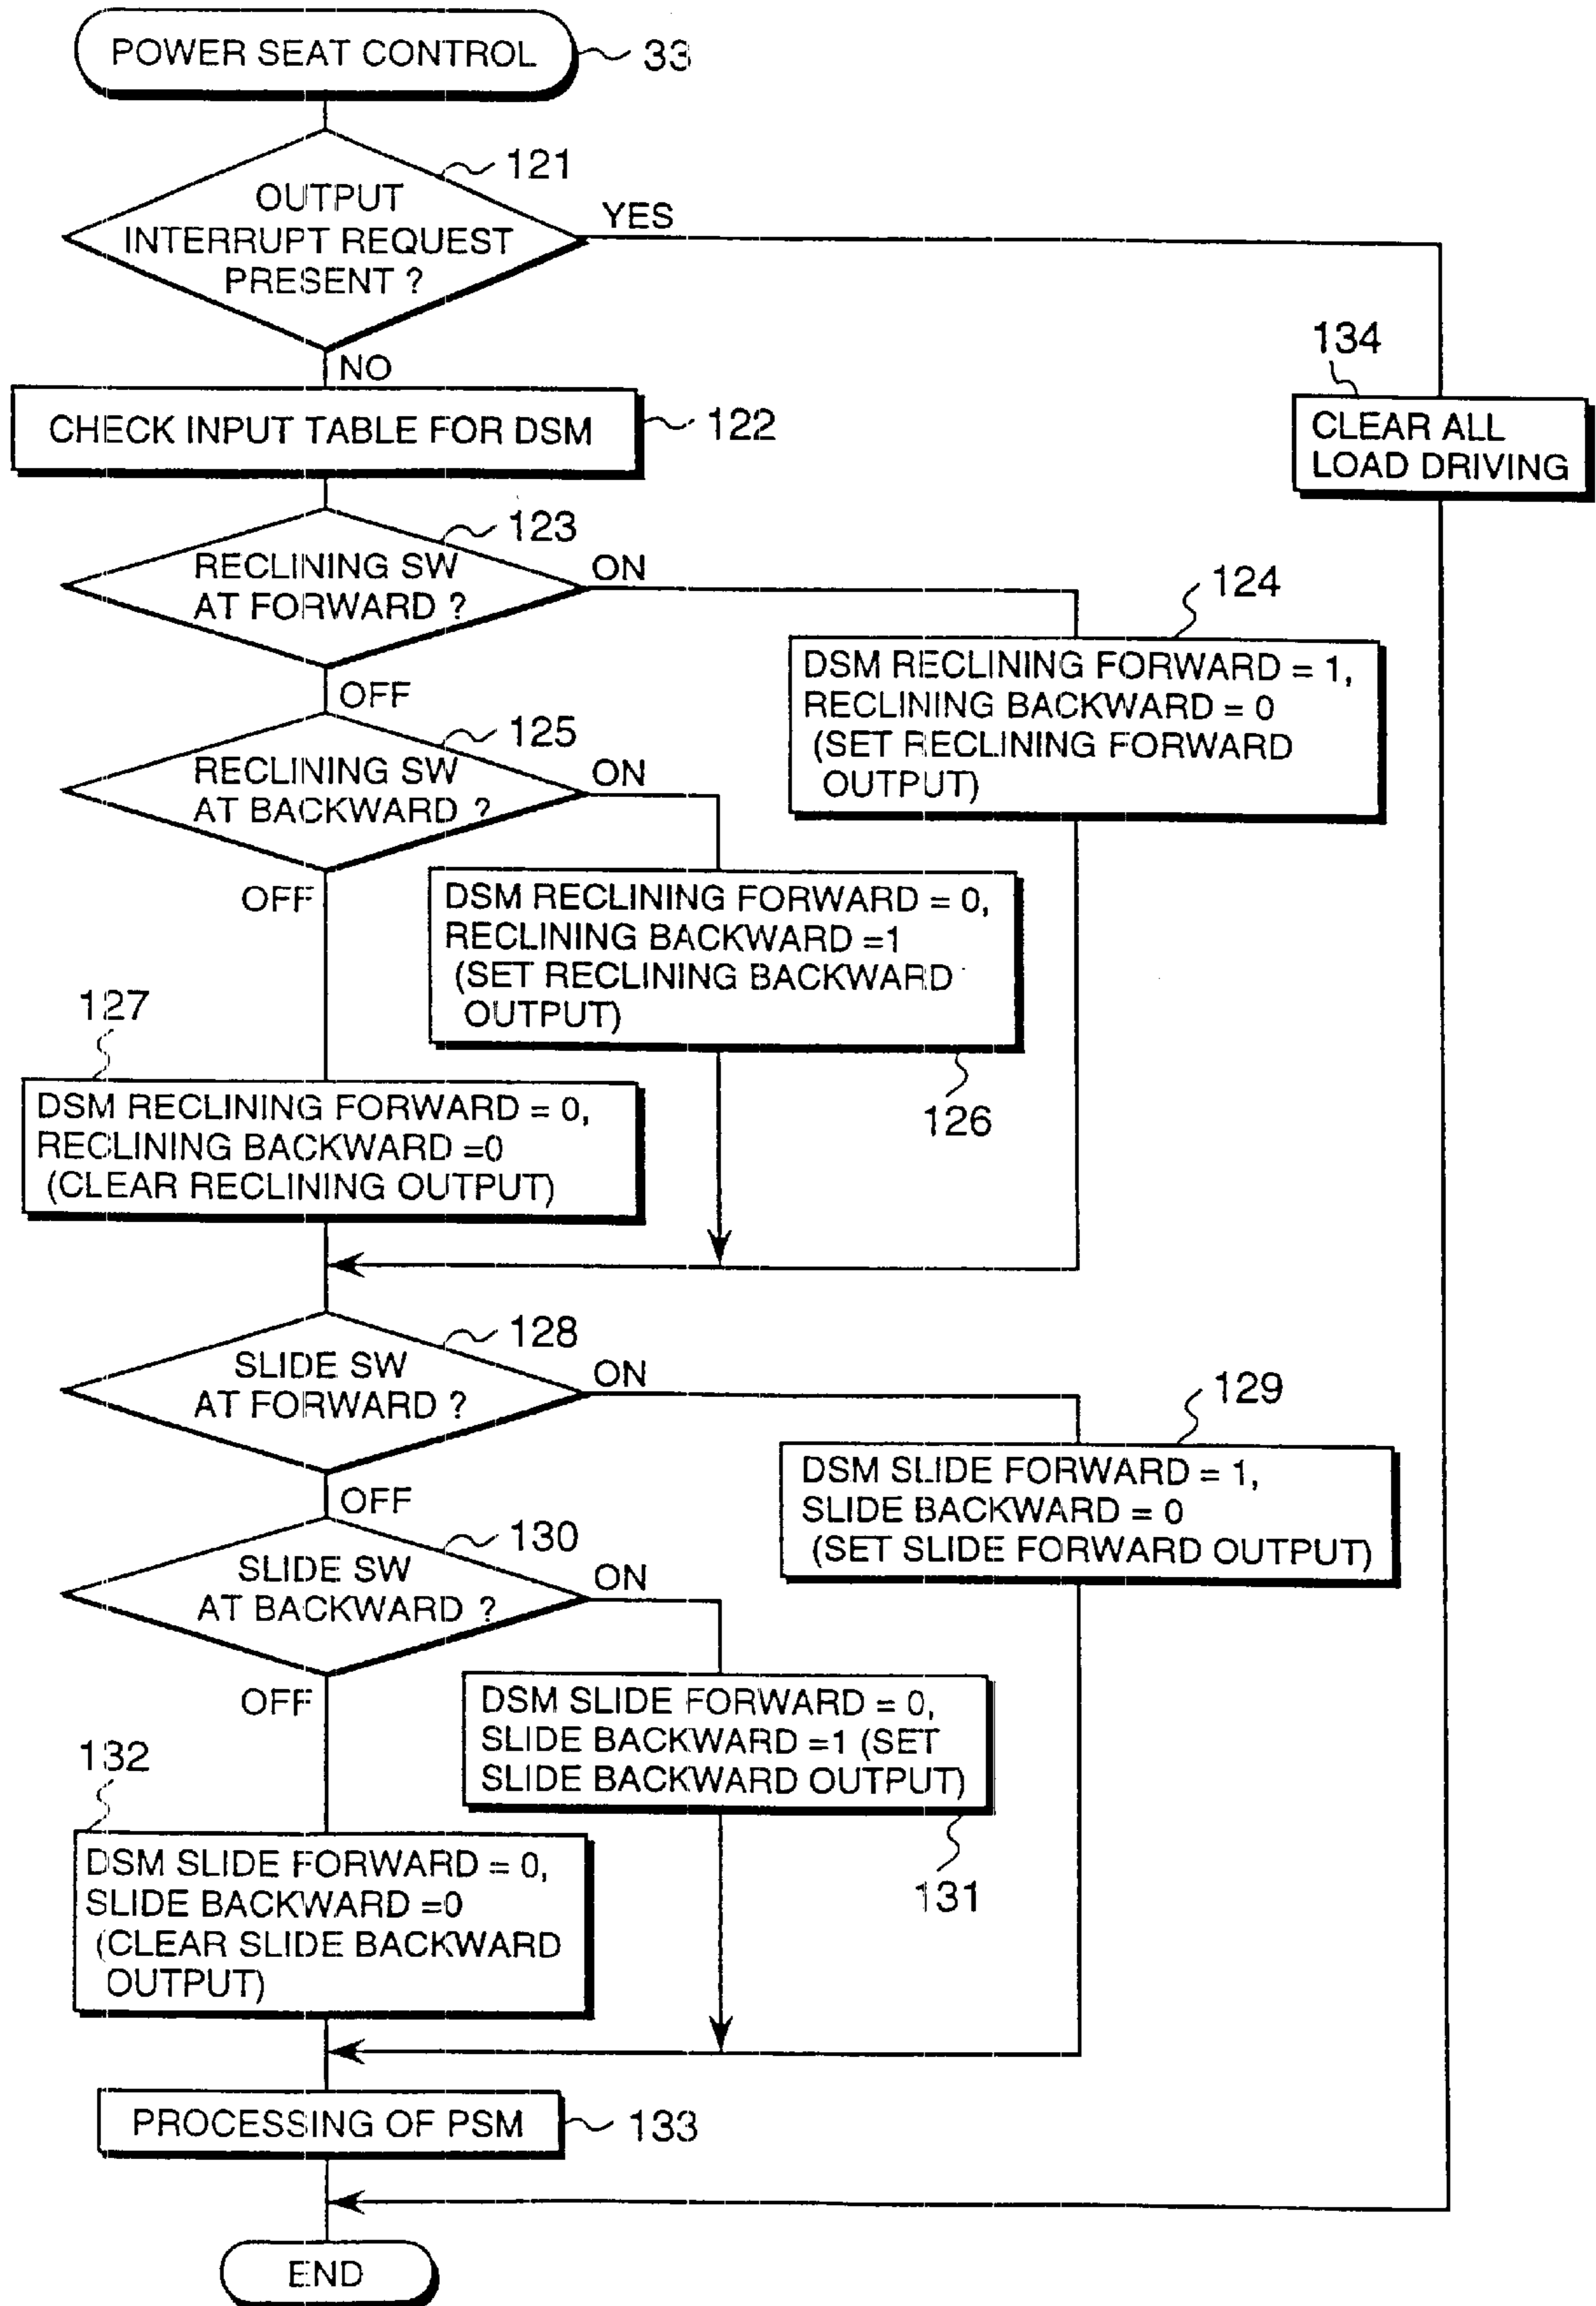 POWER SEAT CONTROL
33
121
OUTPUT
INTERRUPT REQUEST
PRESENT ?
YES
NO
134
CLEAR ALL
LOAD DRIVING
CHECK INPUT TABLE FOR DSM
122
123
RECLINING SW
AT FORWARD ?
ON
OFF
124
DSM RECLINING FORWARD = 1,
RECLINING BACKWARD = 0
(SET RECLINING FORWARD
OUTPUT)
125
RECLINING SW
AT BACKWARD ?
ON
OFF
DSM RECLINING FORWARD = 0,
RECLINING BACKWARD =1
(SET RECLINING BACKWARD
OUTPUT)
126
127
DSM RECLINING FORWARD = 0,
RECLINING BACKWARD =0
(CLEAR RECLINING OUTPUT)
128
SLIDE SW
AT FORWARD ?
ON
OFF
129
DSM SLIDE FORWARD = 1,
SLIDE BACKWARD = 0
(SET SLIDE FORWARD OUTPUT)
130
SLIDE SW
AT BACKWARD ?
ON
OFF
DSM SLIDE FORWARD = 0,
SLIDE BACKWARD =1 (SET
SLIDE BACKWARD OUTPUT)
131
132
DSM SLIDE FORWARD = 0,
SLIDE BACKWARD =0
(CLEAR SLIDE BACKWARD
OUTPUT)
PROCESSING OF PSM
133
END